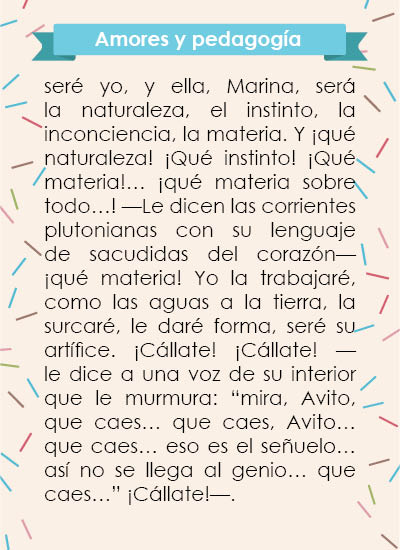 Amores y pedagogía
seré yo, y ella, Marina, será
la naturaleza, el instinto, la
inconciencia, la materia. Y ¡qué
naturaleza! ¡Qué instinto! ¡Qué
materia!… ¡qué materia sobre
todo…! —Le dicen las corrientes
plutonianas con su lenguaje
de sacudidas del corazón—
¡qué materia! Yo la trabajaré,
como las aguas a la tierra, la
surcaré, le daré forma, seré su
artífice. ¡Cállate! ¡Cállate! —
le dice a una voz de su interior
que le murmura: “mira, Avito,
que caes… que caes, Avito…
que caes… eso es el señuelo…
así no se llega al genio… que
caes…” ¡Cállate!—.